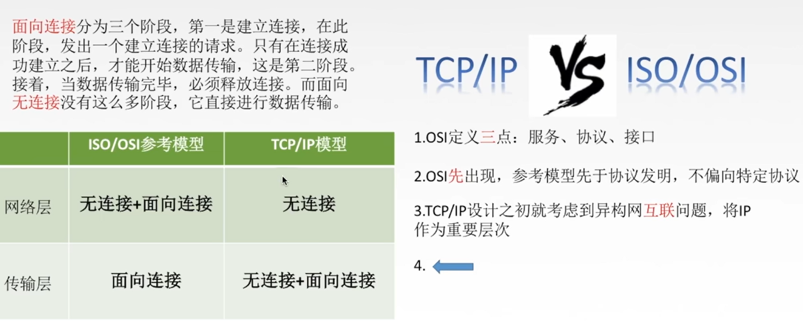 面向连接分为三个阶段，第一是建立连接，在此
阶段，发出一个建立连接的请求。只有在连接成
功建立之后，才能开始数据传输，这是第二阶段。
接着，当数据传输完毕，必须释放连接。而面向
无连接没有这么多阶段，它直接进行数据传输。
ISO/OSI参考模型 TCP/IP模型
网络层 无连接+面向连接 无连接
传输层 面向连接 无连接+面向连接
TCP/IP VS ISO/OSI
1.OSI定义三点：服务、协议、接口
2.OSI先出现，参考模型先于协议发明，不偏向特定协议
3.TCP/IP设计之初就考虑到异构网互联问题，将IP
作为重要层次
4.